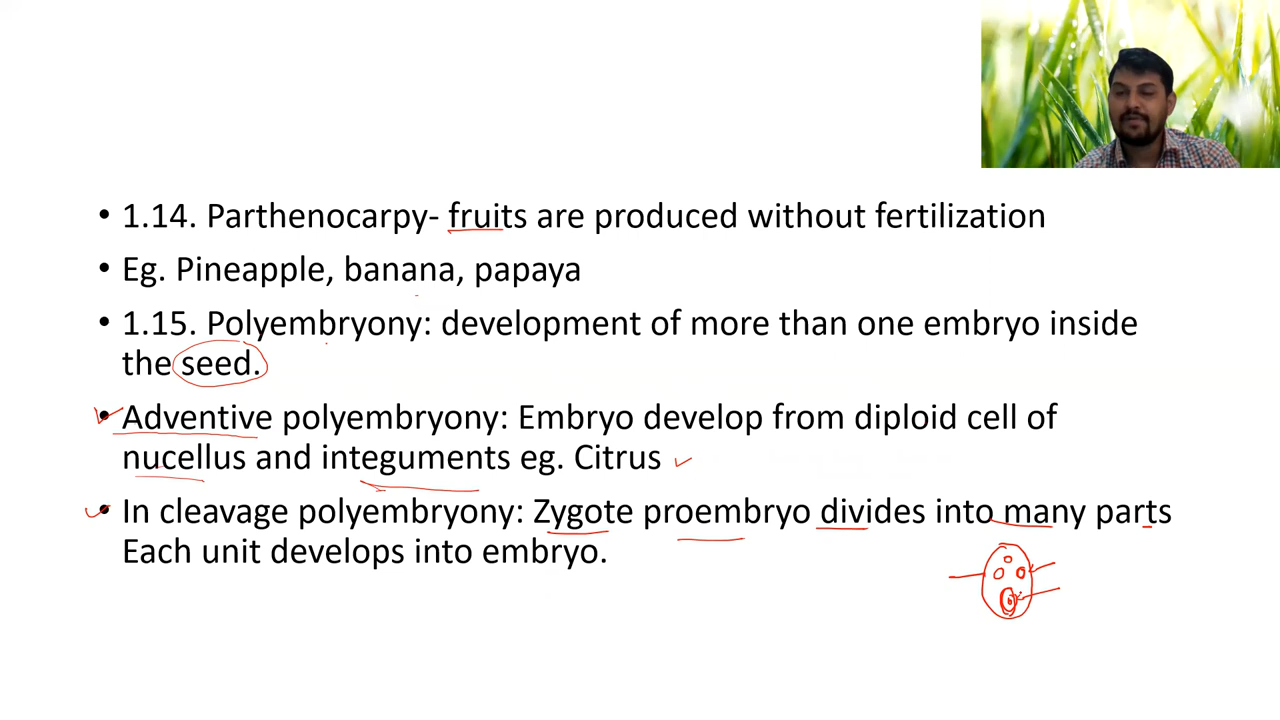 • 1.14. Parthenocarpy- fruits are produced without fertilization
• Eg. Pineapple, banana, papaya
• 1.15. Polyembryony: development of more than one embryo inside
the seed.
• Adventive polyembryony: Embryo develop from diploid cell of
nucellus and integuments eg. Citrus
• In cleavage polyembryony: Zygote proembryo divides into many parts
Each unit develops into embryo.